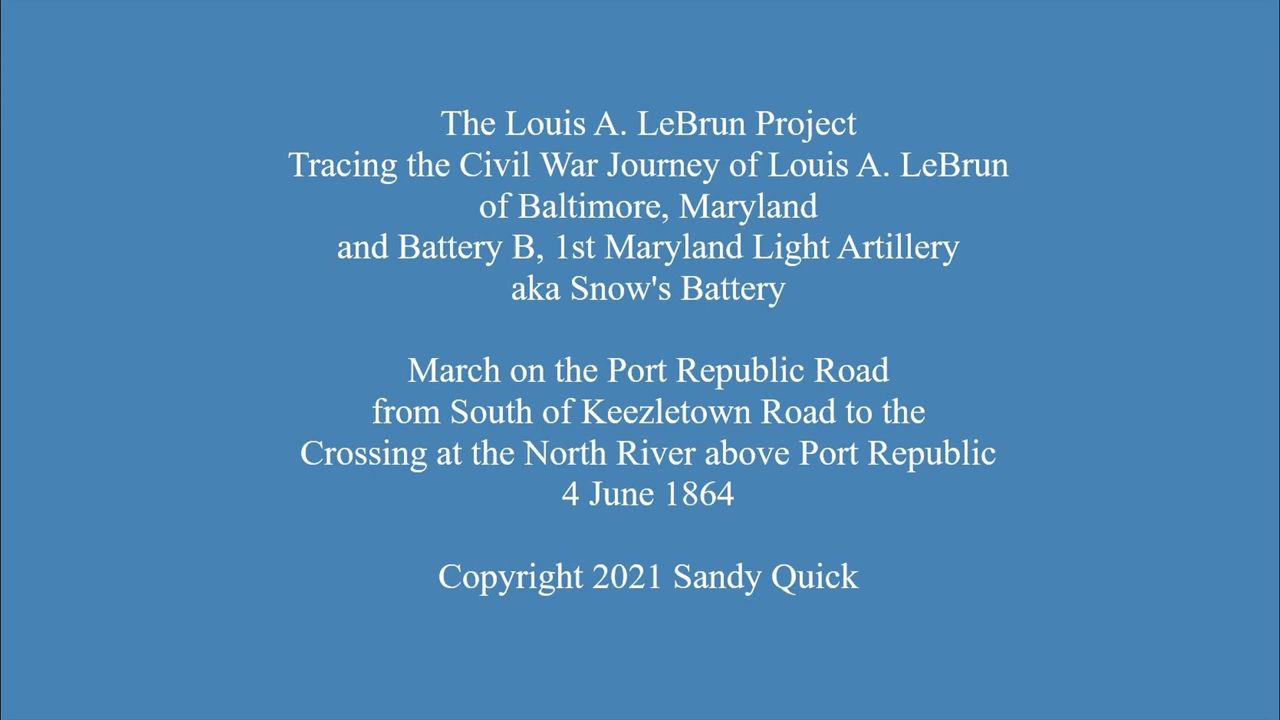 The Louis A. LeBrun Project
Tracing the Civil War Journey of Louis A. LeBrun
of Baltimore, Maryland
and Battery B, 1st Maryland Light Artillery
aka Snow's Battery
March on the Port Republic Road
from South of Keezletown Road to the
Crossing at the North River above Port Republic
4 June 1864
Copyright 2021 Sandy Quick